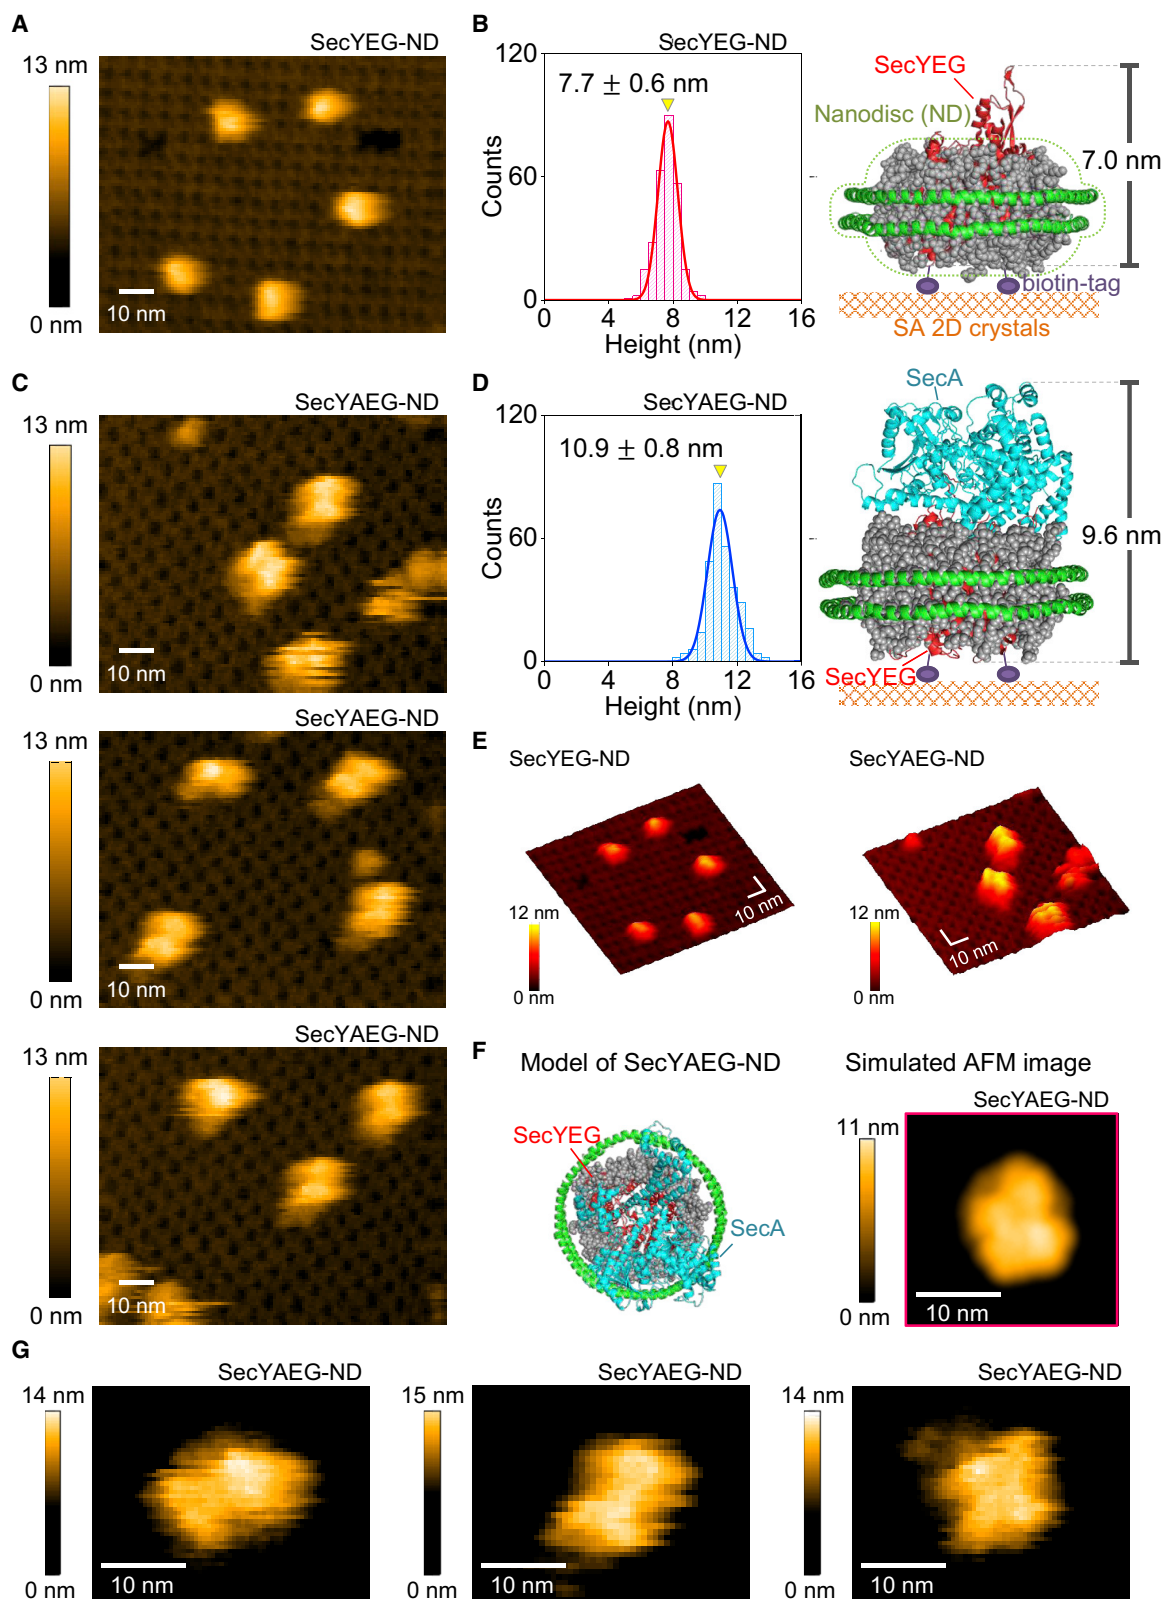 A
SecYEG-ND
13 nm
0 nm
10 nm
B
SecYEG-ND
120
60
0
Counts
7.7 ± 0.6 nm
0 4 8 12 16
Height (nm)
SecYEG
Nanodisc (ND)
7.0 nm
biotin-tag
SA 2D crystals
C
SecYAEG-ND
13 nm
0 nm
10 nm
SecYAEG-ND
13 nm
0 nm
10 nm
SecYAEG-ND
13 nm
0 nm
10 nm
D
SecYAEG-ND
120
60
0
Counts
10.9 ± 0.8 nm
0 4 8 12 16
Height (nm)
SecA
9.6 nm
SecYEG
E
SecYEG-ND
12 nm
0 nm
10 nm
SecYAEG-ND
12 nm
0 nm
10 nm
F
Model of SecYAEG-ND
SecYEG
SecA
Simulated AFM image
SecYAEG-ND
11 nm
0 nm
10 nm
G
SecYAEG-ND
14 nm
0 nm
10 nm
SecYAEG-ND
15 nm
0 nm
10 nm
SecYAEG-ND
14 nm
0 nm
10 nm